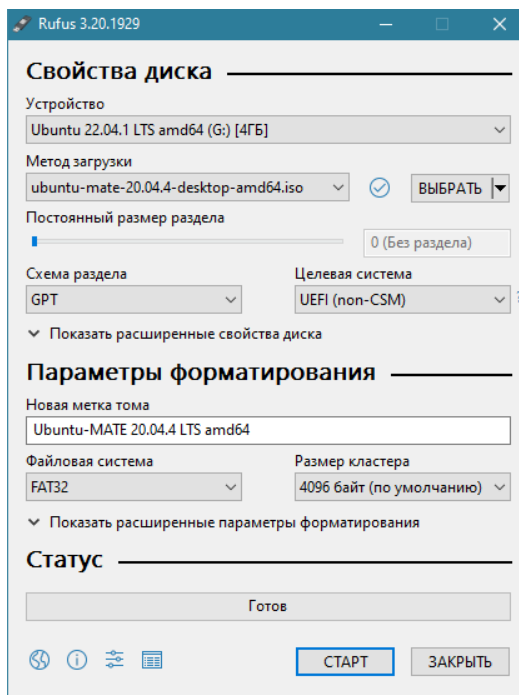 Rufus 3.20.1929
Свойства диска
Устройство
Ubuntu 22.04.1 LTS amd64 (G:) [4ГБ]
Метод загрузки
ubuntu-mate-20.04.4-desktop-amd64.iso ВЫБРАТЬ
Постоянный размер раздела
0 (Без раздела)
Схема раздела Целевая система
GPT UEFI (non-CSM) ?
Показать расширенные свойства диска
Параметры форматирования
Новая метка тома
Ubuntu-MATE 20.04.4 LTS amd64
Файловая система Размер кластера
FAT32 4096 байт (по умолчанию)
Показать расширенные параметры форматирования
Статус
Готов
СТАРТ ЗАКРЫТЬ